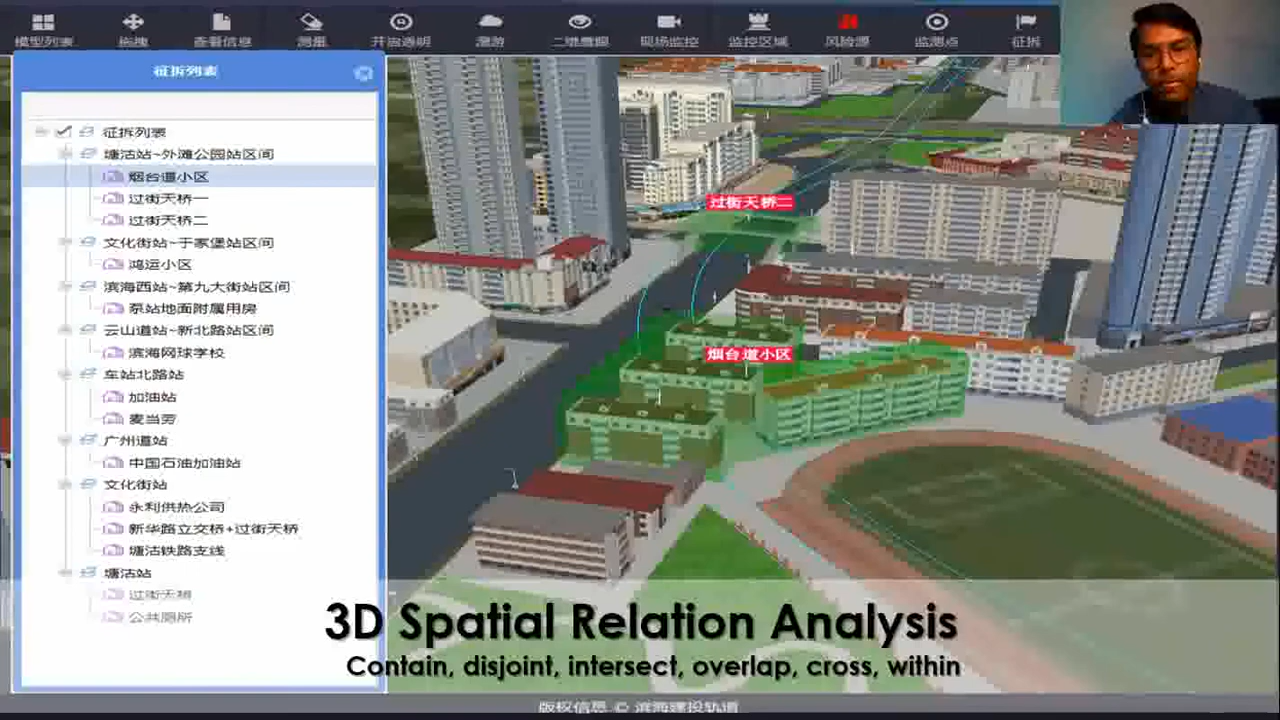 模型列表 拖拽 查看信息 测量 开启透明 漫游 二维鹰眼 现场监控 监控区域 风险源 监测点 征拆
征拆列表
征拆列表
塘沽站~外滩公园站区间
烟台道小区
过街天桥一
过街天桥二
文化街站~于家堡站区间
鸿运小区
滨海西站~第九大街站区间
泵站地面附属用房
云山道站~新北路站区间
滨海网球学校
车站北路站
加油站
麦当劳
广州道站
中国石油加油站
文化街站
永利供热公司
新华路立交桥+过街天桥
塘沽铁路支线
塘沽站
过街天桥
公共厕所
过街天桥二
烟台道小区
3D Spatial Relation Analysis
Contain, disjoint, intersect, overlap, cross, within
版权信息 © 滨海建投轨道